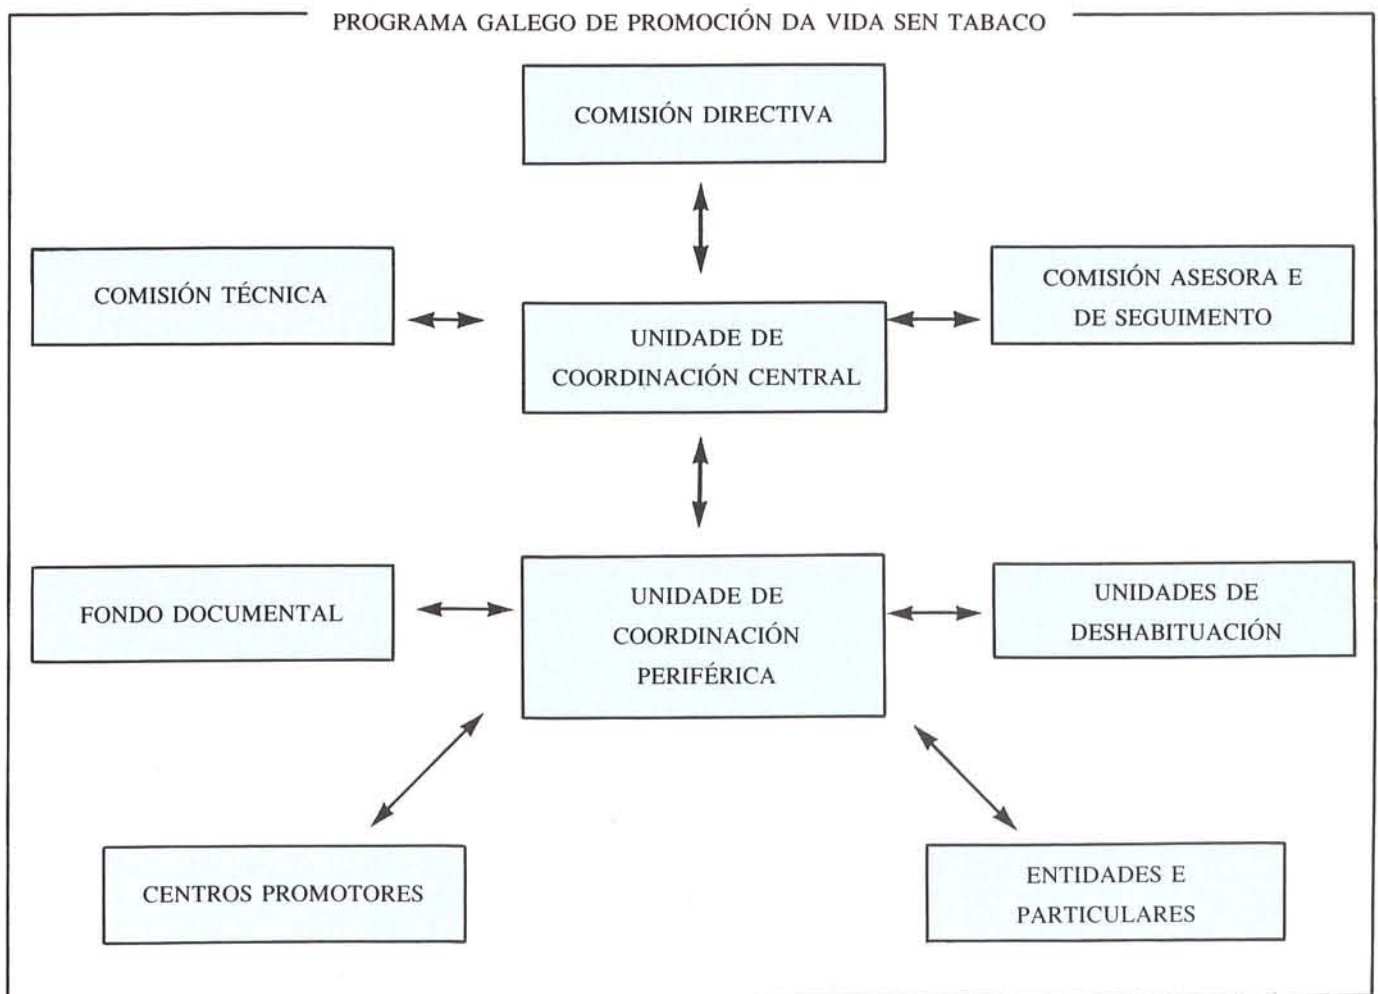 PROGRAMA GALEGO DE PROMOCIÓN DA VIDA SEN TABACO
COMISIÓN DIRECTIVA
COMISIÓN TÉCNICA
COMISIÓN ASESORA E
DE SEGUIMENTO
UNIDADE DE
COORDINACIÓN CENTRAL
FONDO DOCUMENTAL
UNIDADE DE
COORDINACIÓN
PERIFÉRICA
UNIDADES DE
DESHABITUACIÓN
CENTROS PROMOTORES
ENTIDADES E
PARTICULARES